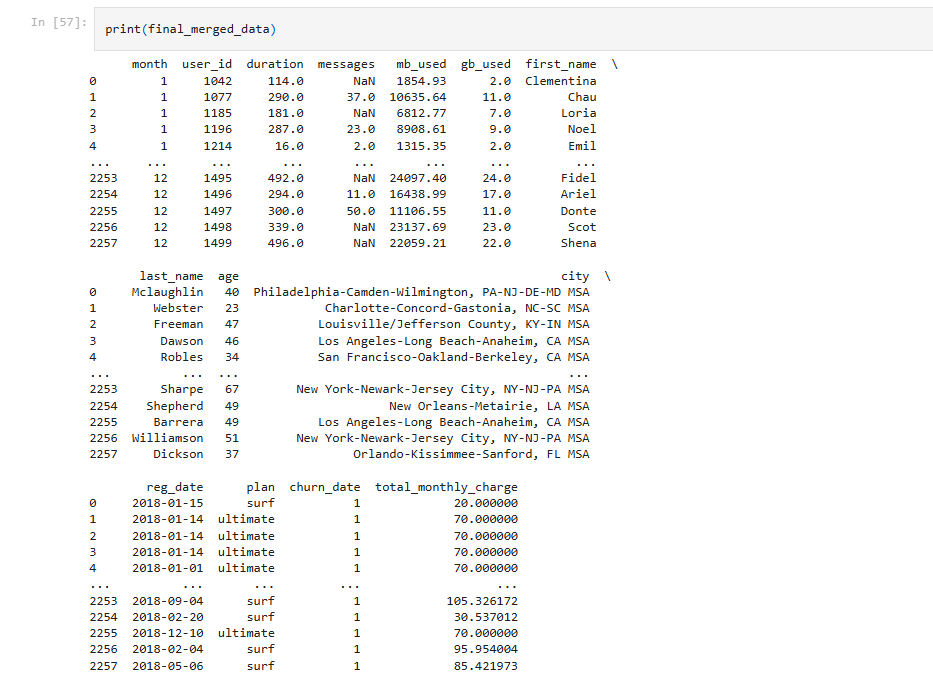 In [57]: print(final_merged_data)
month user_id duration messages mb_used gb_used first_name \
0 1 1042 114.0 NaN 1854.93 2.0 Clementina
1 1 1077 290.0 37.0 10635.64 11.0 Chau
2 1 1185 181.0 NaN 6812.77 7.0 Loria
3 1 1196 287.0 23.0 8908.61 9.0 Noel
4 1 1214 16.0 2.0 1315.35 2.0 Emil
... ... ... ... ... ... ... ...
2253 12 1495 492.0 NaN 24097.40 24.0 Fidel
2254 12 1496 294.0 11.0 16438.99 17.0 Ariel
2255 12 1497 300.0 50.0 11106.55 11.0 Donte
2256 12 1498 339.0 NaN 23137.69 23.0 Scot
2257 12 1499 496.0 NaN 22059.21 22.0 Shena
last_name age city \
0 Mclaughlin 40 Philadelphia-Camden-Wilmington, PA-NJ-DE-MD MSA
1 Webster 23 Charlotte-Concord-Gastonia, NC-SC MSA
2 Freeman 47 Louisville/Jefferson County, KY-IN MSA
3 Dawson 46 Los Angeles-Long Beach-Anaheim, CA MSA
4 Robles 34 San Francisco-Oakland-Berkeley, CA MSA
... ... ... ...
2253 Sharpe 67 New York-Newark-Jersey City, NY-NJ-PA MSA
2254 Shepherd 49 New Orleans-Metairie, LA MSA
2255 Barrera 49 Los Angeles-Long Beach-Anaheim, CA MSA
2256 Williamson 51 New York-Newark-Jersey City, NY-NJ-PA MSA
2257 Dickson 37 Orlando-Kissimmee-Sanford, FL MSA
reg_date plan churn_date total_monthly_charge
0 2018-01-15 surf 1 20.000000
1 2018-01-14 ultimate 1 70.000000
2 2018-01-14 ultimate 1 70.000000
3 2018-01-14 ultimate 1 70.000000
4 2018-01-01 ultimate 1 70.000000
... ... ... ... ...
2253 2018-09-04 surf 1 105.326172
2254 2018-02-20 surf 1 30.537012
2255 2018-12-10 ultimate 1 70.000000
2256 2018-02-04 surf 1 95.954004
2257 2018-05-06 surf 1 85.421973